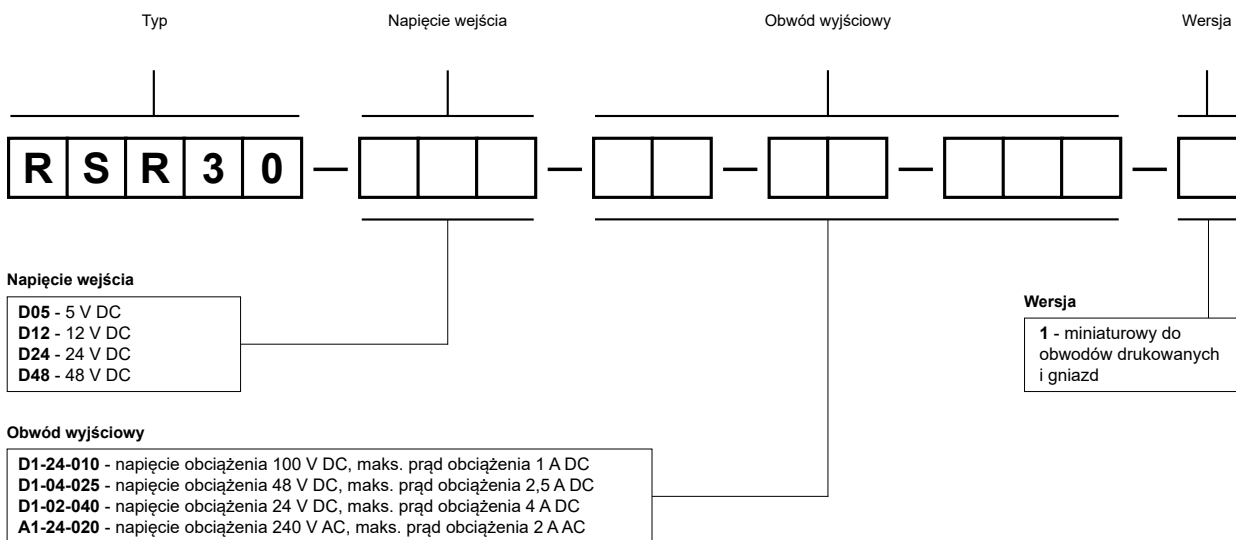 Typ Napięcie wejścia Obwód wyjściowy Wersja
RSR30 — — — — —
Napięcie wejścia
D05 - 5 V DC
D12 - 12 V DC
D24 - 24 V DC
D48 - 48 V DC
Wersja
1 - miniaturowy do
obwodów drukowanych
i gniazd
Obwód wyjściowy
D1-24-010 - napięcie obciążenia 100 V DC, maks. prąd obciążenia 1 A DC
D1-04-025 - napięcie obciążenia 48 V DC, maks. prąd obciążenia 2,5 A DC
D1-02-040 - napięcie obciążenia 24 V DC, maks. prąd obciążenia 4 A DC
A1-24-020 - napięcie obciążenia 240 V AC, maks. prąd obciążenia 2 A AC